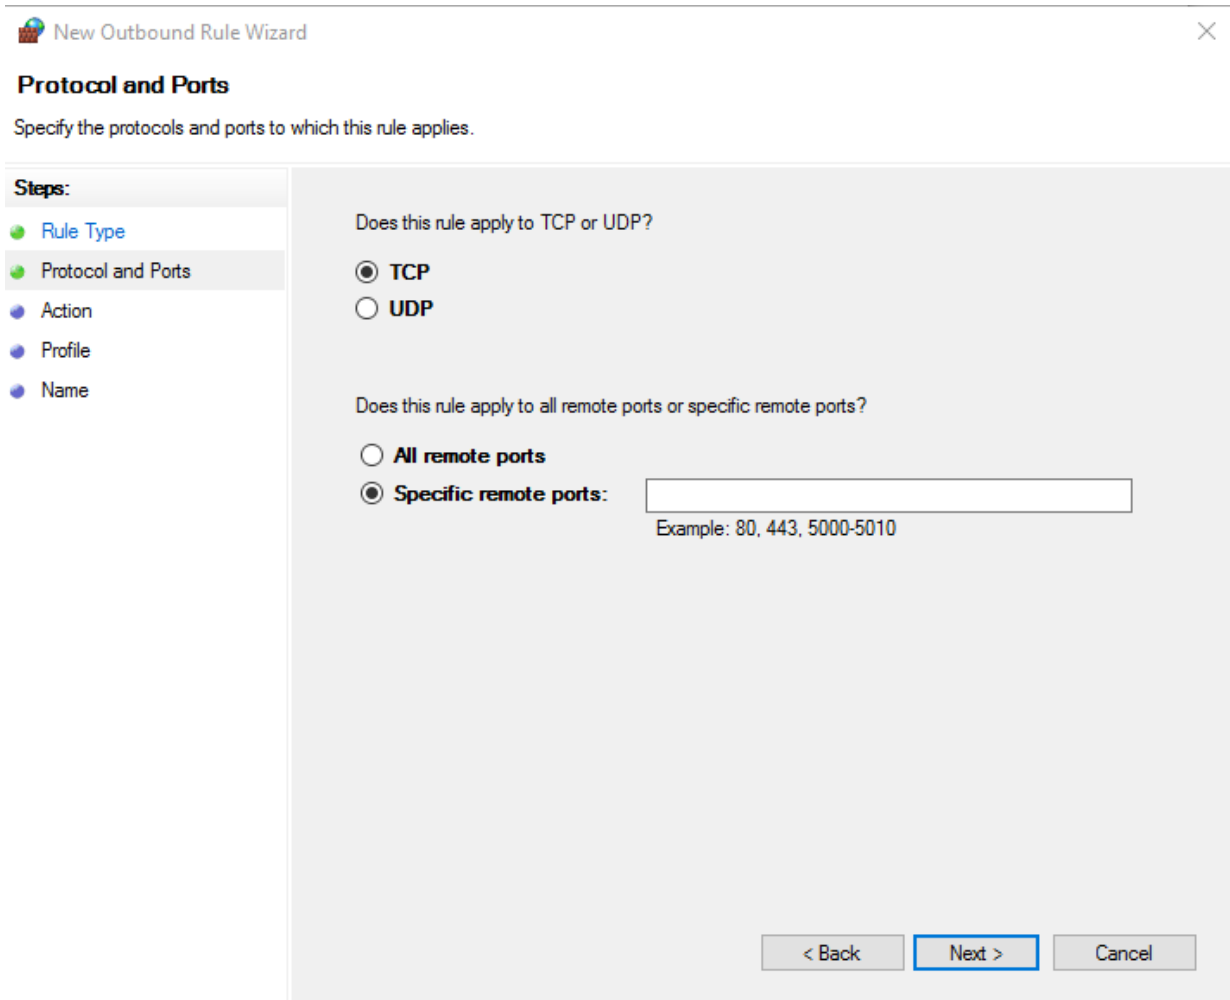 New Outbound Rule Wizard
Protocol and Ports
Specify the protocols and ports to which this rule applies.
Steps:
Rule Type
Protocol and Ports
Action
Profile
Name
Does this rule apply to TCP or UDP?
TCP
UDP
Does this rule apply to all remote ports or specific remote ports?
All remote ports
Specific remote ports:
Example: 80, 443, 5000-5010
< Back
Next >
Cancel